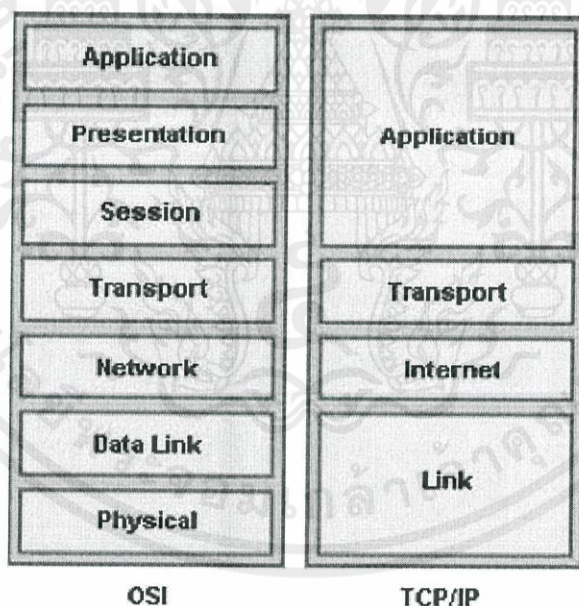 Application
Presentation
Session
Transport
Network
Data Link
Physical
OSI
Application
Transport
Internet
Link
TCP/IP